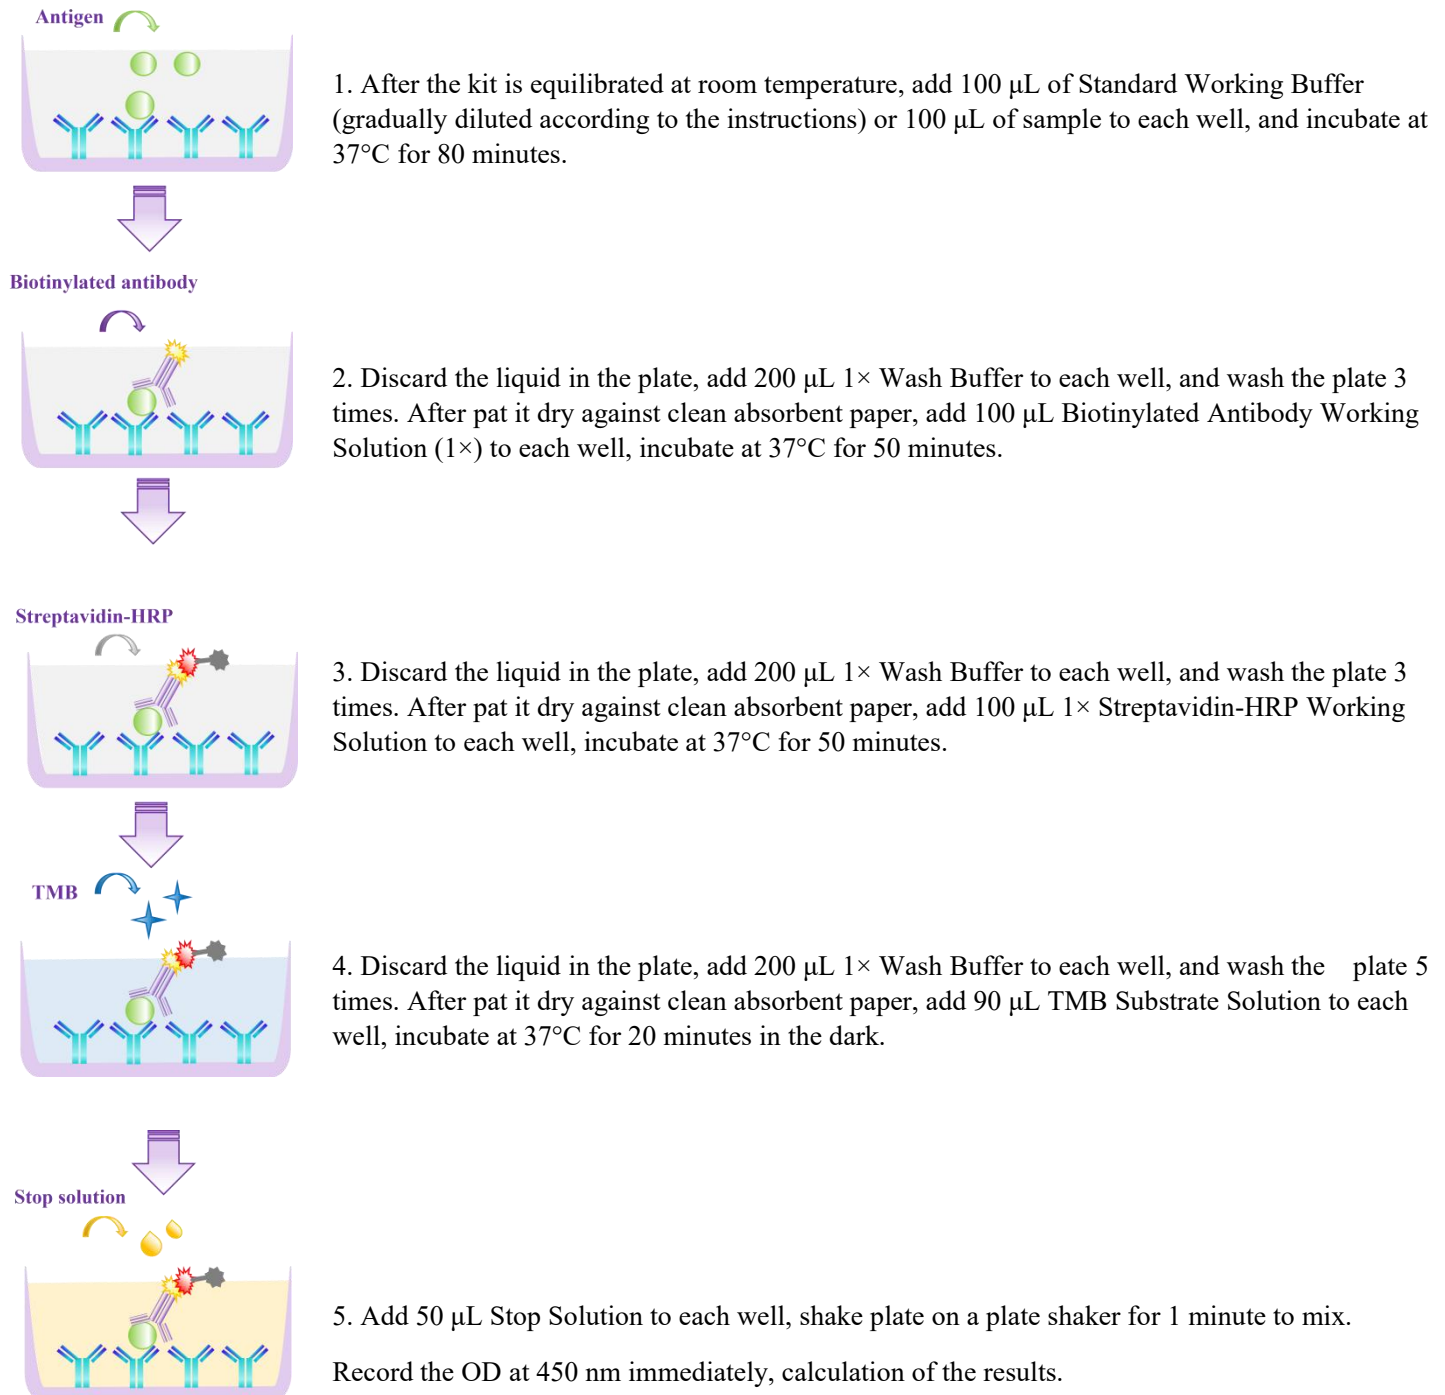 Antigen
1. After the kit is equilibrated at room temperature, add 100 μL of Standard Working Buffer
(gradually diluted according to the instructions) or 100 μL of sample to each well, and incubate at
37°C for 80 minutes.
Biotinylated antibody
2. Discard the liquid in the plate, add 200 μL 1× Wash Buffer to each well, and wash the plate 3
times. After pat it dry against clean absorbent paper, add 100 μL Biotinylated Antibody Working
Solution (1×) to each well, incubate at 37°C for 50 minutes.
Streptavidin-HRP
3. Discard the liquid in the plate, add 200 μL 1× Wash Buffer to each well, and wash the plate 3
times. After pat it dry against clean absorbent paper, add 100 μL 1× Streptavidin-HRP Working
Solution to each well, incubate at 37°C for 50 minutes.
TMB
4. Discard the liquid in the plate, add 200 μL 1× Wash Buffer to each well, and wash the plate 5
times. After pat it dry against clean absorbent paper, add 90 μL TMB Substrate Solution to each
well, incubate at 37°C for 20 minutes in the dark.
Stop solution
5. Add 50 μL Stop Solution to each well, shake plate on a plate shaker for 1 minute to mix.
Record the OD at 450 nm immediately, calculation of the results.